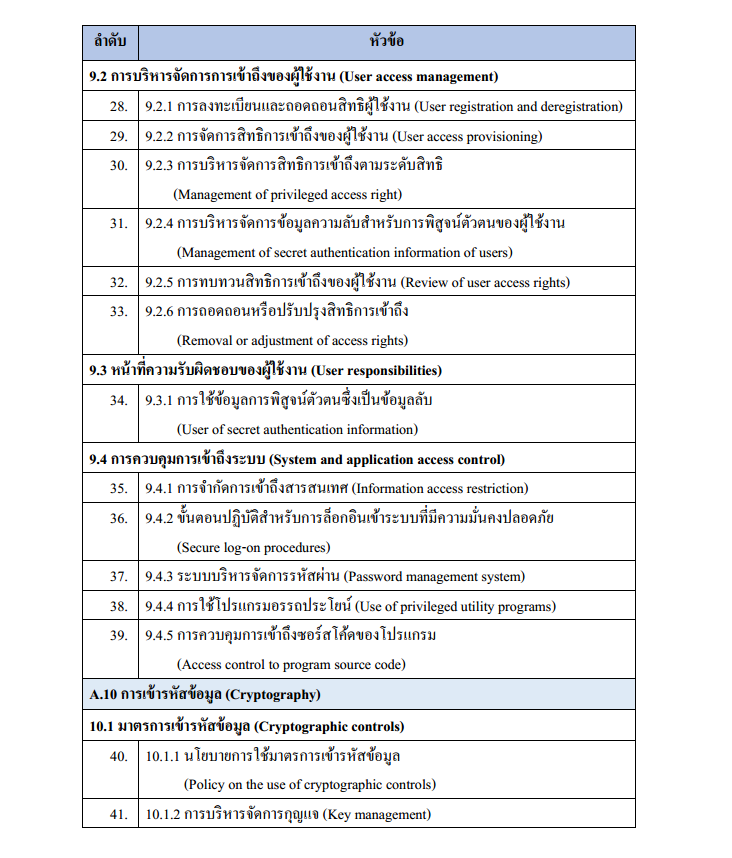 ลำดับ หัวข้อ
9.2 การบริหารจัดการการเข้าถึงของผู้ใช้งาน (User access management)
28. 9.2.1 การลงทะเบียนและถอดถอนสิทธิผู้ใช้งาน (User registration and deregistration)
29. 9.2.2 การจัดการสิทธิการเข้าถึงของผู้ใช้งาน (User access provisioning)
30. 9.2.3 การบริหารจัดการสิทธิการเข้าถึงตามระดับสิทธิ
(Management of privileged access right)
31. 9.2.4 การบริหารจัดการข้อมูลความลับสำหรับการพิสูจน์ตัวตนของผู้ใช้งาน
(Management of secret authentication information of users)
32. 9.2.5 การทบทวนสิทธิการเข้าถึงของผู้ใช้งาน (Review of user access rights)
33. 9.2.6 การถอดถอนหรือปรับปรุงสิทธิการเข้าถึง
(Removal or adjustment of access rights)
9.3 หน้าที่ความรับผิดชอบของผู้ใช้งาน (User responsibilities)
34. 9.3.1 การใช้ข้อมูลการพิสูจน์ตัวตนซึ่งเป็นข้อมูลลับ
(User of secret authentication information)
9.4 การควบคุมการเข้าถึงระบบ (System and application access control)
35. 9.4.1 การจำกัดการเข้าถึงสารสนเทศ (Information access restriction)
36. 9.4.2 ขั้นตอนปฏิบัติสำหรับการล็อกอินเข้าระบบที่มีความมั่นคงปลอดภัย
(Secure log-on procedures)
37. 9.4.3 ระบบบริหารจัดการรหัสผ่าน (Password management system)
38. 9.4.4 การใช้โปรแกรมอรรถประโยน์ (Use of privileged utility programs)
39. 9.4.5 การควบคุมการเข้าถึงซอร์สโค้ดของโปรแกรม
(Access control to program source code)
A.10 การเข้ารหัสข้อมูล (Cryptography)
10.1 มาตรการเข้ารหัสข้อมูล (Cryptographic controls)
40. 10.1.1 นโยบายการใช้มาตรการเข้ารหัสข้อมูล
(Policy on the use of cryptographic controls)
41. 10.1.2 การบริหารจัดการกุญแจ (Key management)